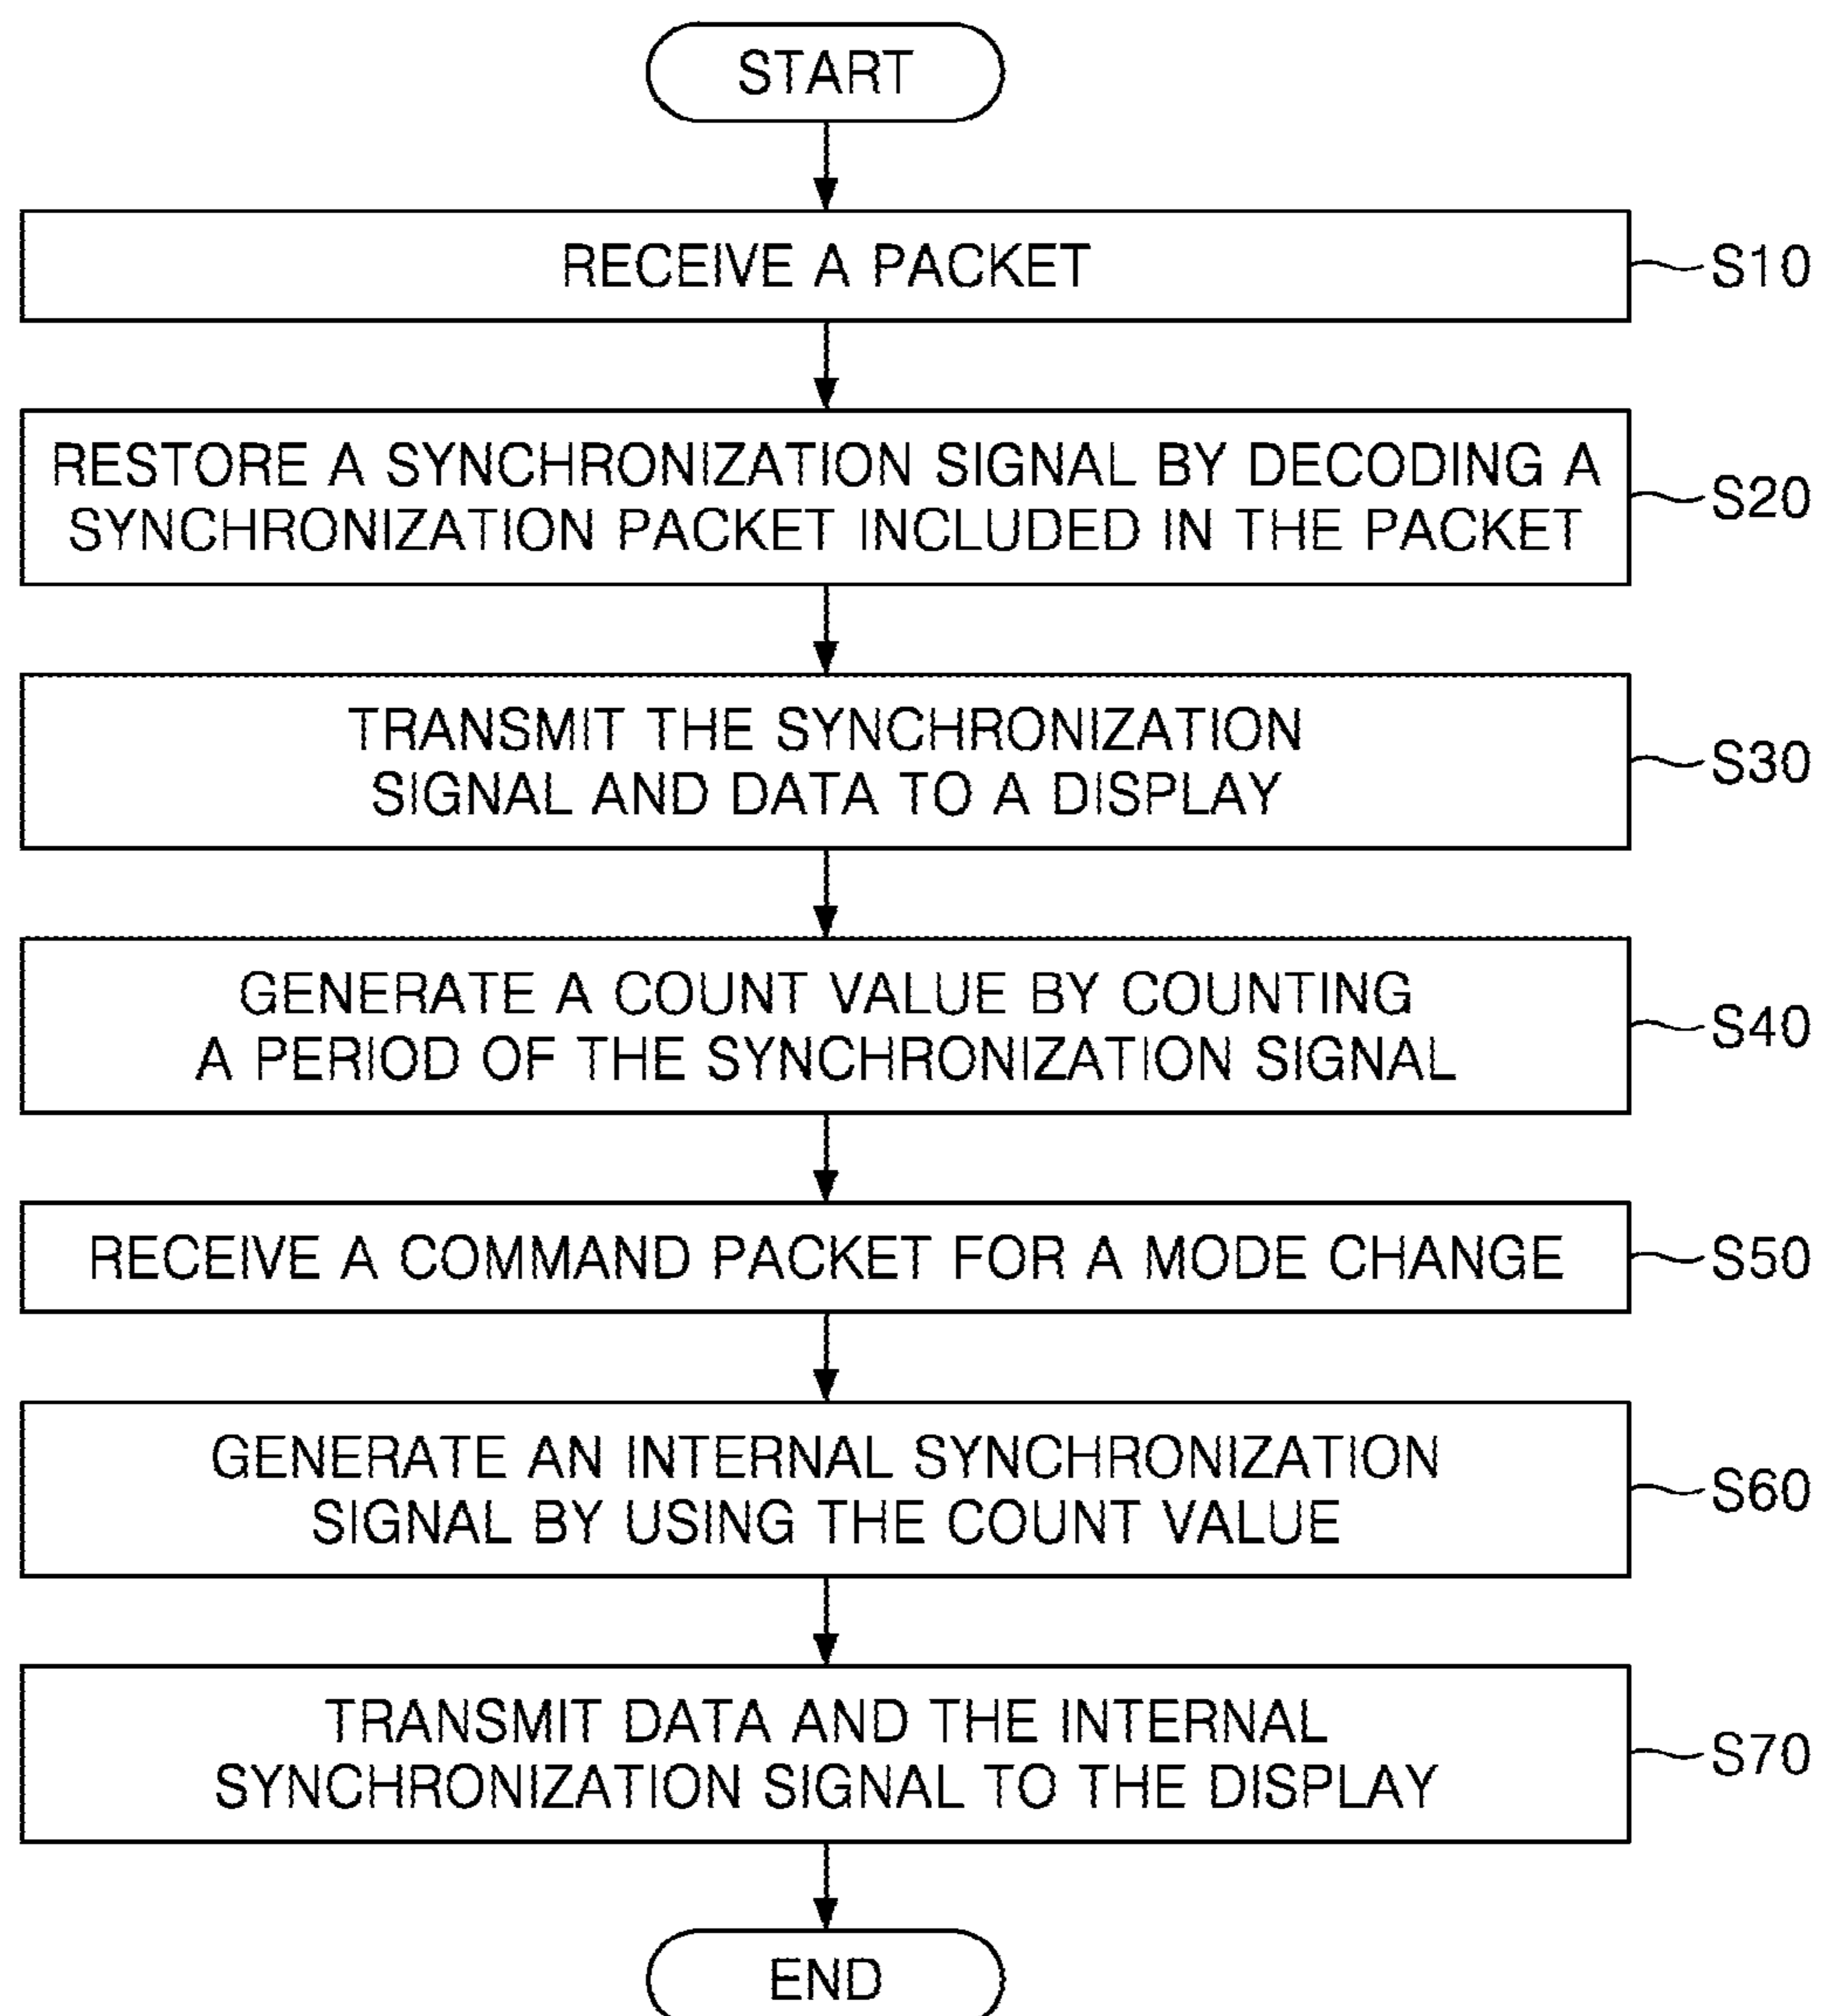 START
RECEIVE A PACKET
S10
RESTORE A SYNCHRONIZATION SIGNAL BY DECODING A
SYNCHRONIZATION PACKET INCLUDED IN THE PACKET
S20
TRANSMIT THE SYNCHRONIZATION
SIGNAL AND DATA TO A DISPLAY
S30
GENERATE A COUNT VALUE BY COUNTING
A PERIOD OF THE SYNCHRONIZATION SIGNAL
S40
RECEIVE A COMMAND PACKET FOR A MODE CHANGE
S50
GENERATE AN INTERNAL SYNCHRONIZATION
SIGNAL BY USING THE COUNT VALUE
S60
TRANSMIT DATA AND THE INTERNAL
SYNCHRONIZATION SIGNAL TO THE DISPLAY
S70
END